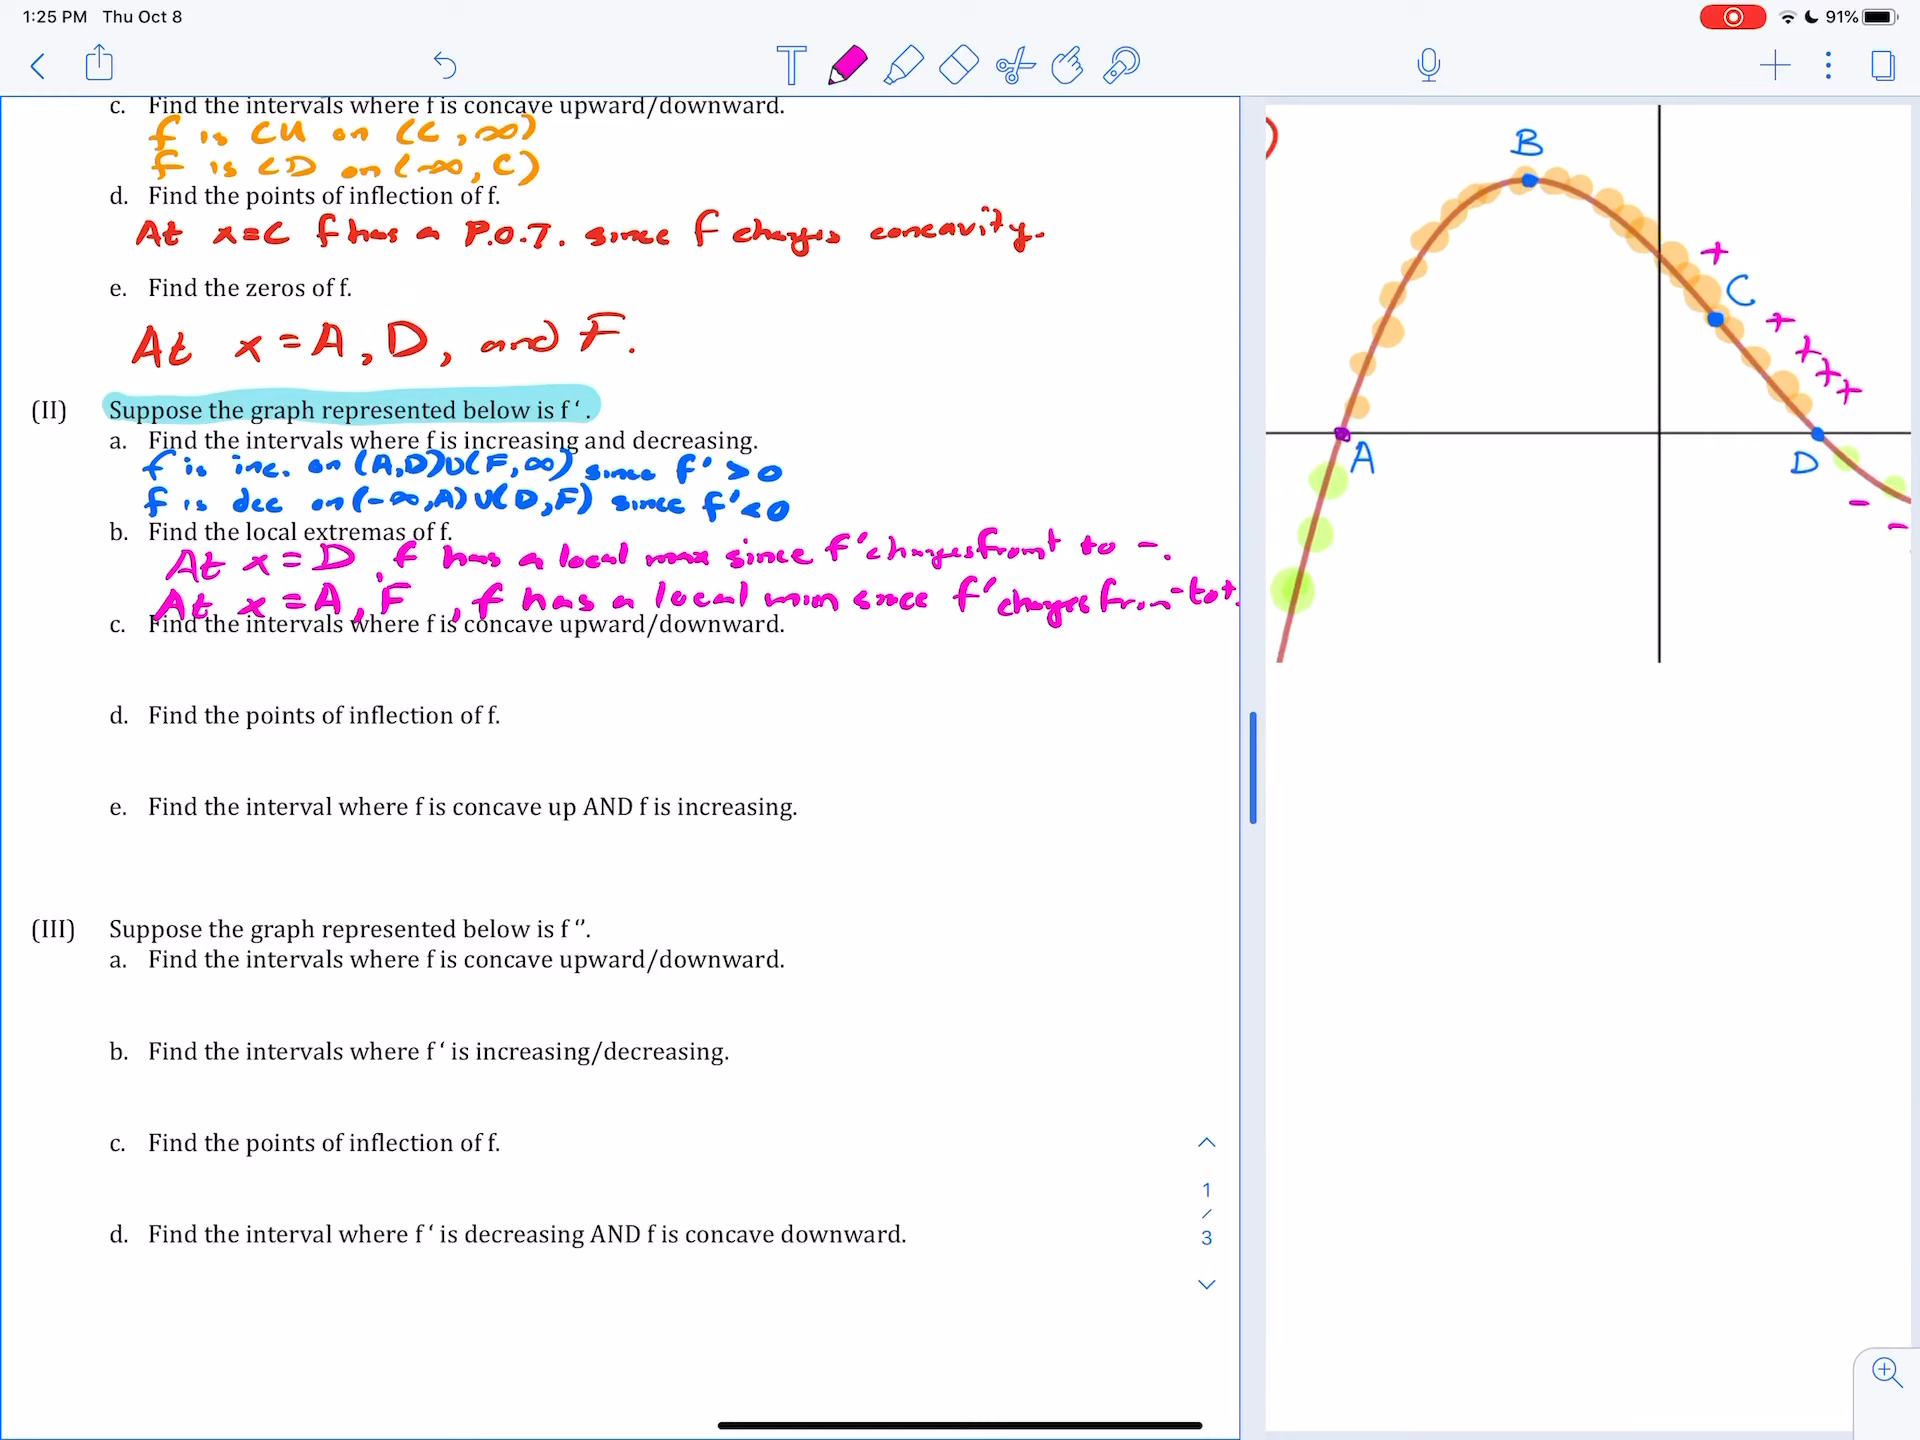 1:25 PM Thu Oct 8
91%
c. Find the intervals where f is concave upward/downward.
f is CU on (C, ∞)
f is CD on (-∞, C)
d. Find the points of inflection of f.
At x=C f has a P.O.I. since f changes concavity.
e. Find the zeros of f.
At x = A, D, and F.
(II) Suppose the graph represented below is f ‘ .
a. Find the intervals where f is increasing and decreasing.
f is inc. on (A,D)U(F,∞) since f' > 0
f is dec on (-∞,A)U(D,F) since f' < 0
b. Find the local extremas of f.
At x = D, f has a local max since f' changes from + to -.
At x = A, F, f has a local min since f' changes from - to +.
c. Find the intervals where f is concave upward/downward.
d. Find the points of inflection of f.
e. Find the interval where f is concave up AND f is increasing.
(III) Suppose the graph represented below is f ‘’.
a. Find the intervals where f is concave upward/downward.
b. Find the intervals where f ‘ is increasing/decreasing.
c. Find the points of inflection of f.
d. Find the interval where f ‘ is decreasing AND f is concave downward.
1
/
3
)
B
+
C
+
+
+
+
A
D
-
-